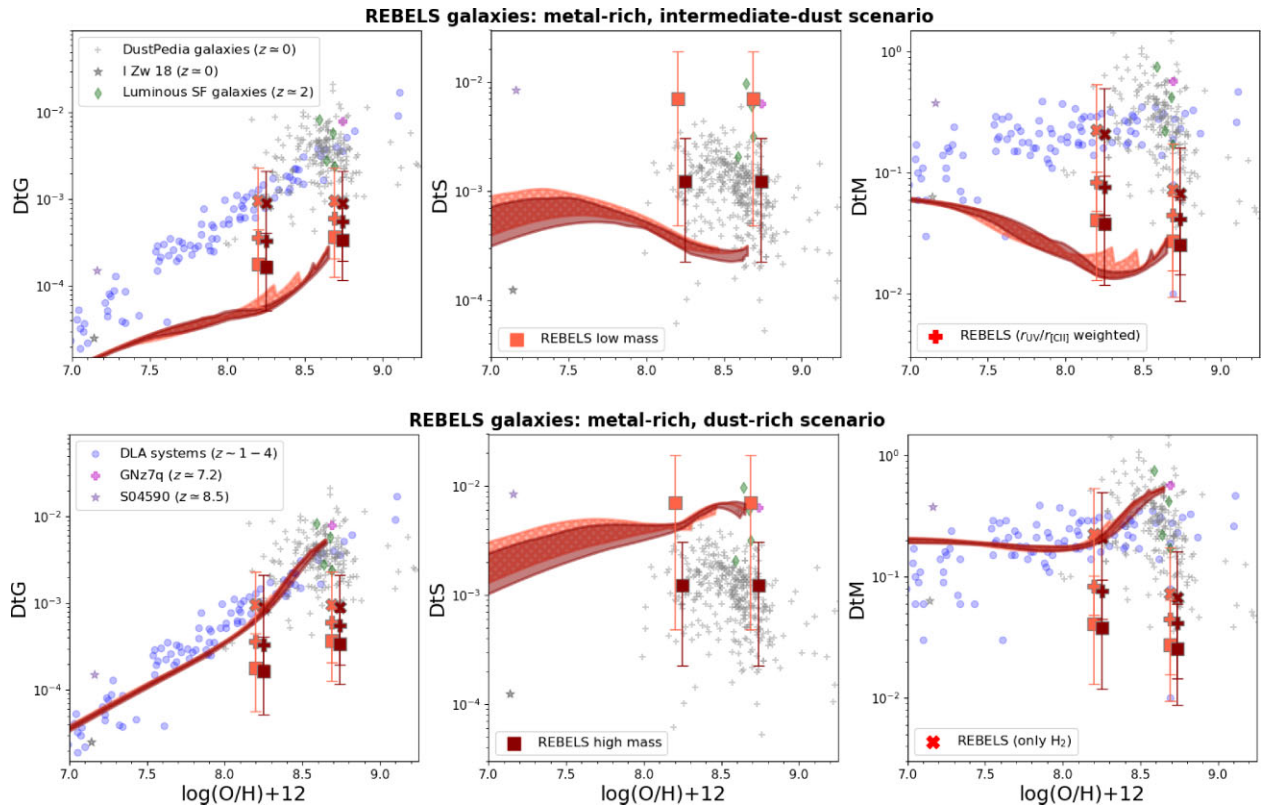 REBELS galaxies: metal-rich, intermediate-dust scenario
DtG
10⁻²
10⁻³
10⁻⁴
DustPedia galaxies (z ≃ 0)
I Zw 18 (z ≃ 0)
Luminous SF galaxies (z ≃ 2)
7.0 7.5 8.0 8.5 9.0
DtS
10⁻²
10⁻³
10⁻⁴
REBELS low mass
7.0 7.5 8.0 8.5 9.0
DtM
10⁰
10⁻¹
10⁻²
REBELS (r_UV/r_[CII] weighted)
7.0 7.5 8.0 8.5 9.0
REBELS galaxies: metal-rich, dust-rich scenario
DtG
10⁻²
10⁻³
10⁻⁴
DLA systems (z ∼ 1 − 4)
GNz7q (z ≃ 7.2)
S04590 (z ≃ 8.5)
7.0 7.5 8.0 8.5 9.0
log(O/H)+12
DtS
10⁻²
10⁻³
10⁻⁴
REBELS high mass
7.0 7.5 8.0 8.5 9.0
log(O/H)+12
DtM
10⁰
10⁻¹
10⁻²
REBELS (only H₂)
7.0 7.5 8.0 8.5 9.0
log(O/H)+12